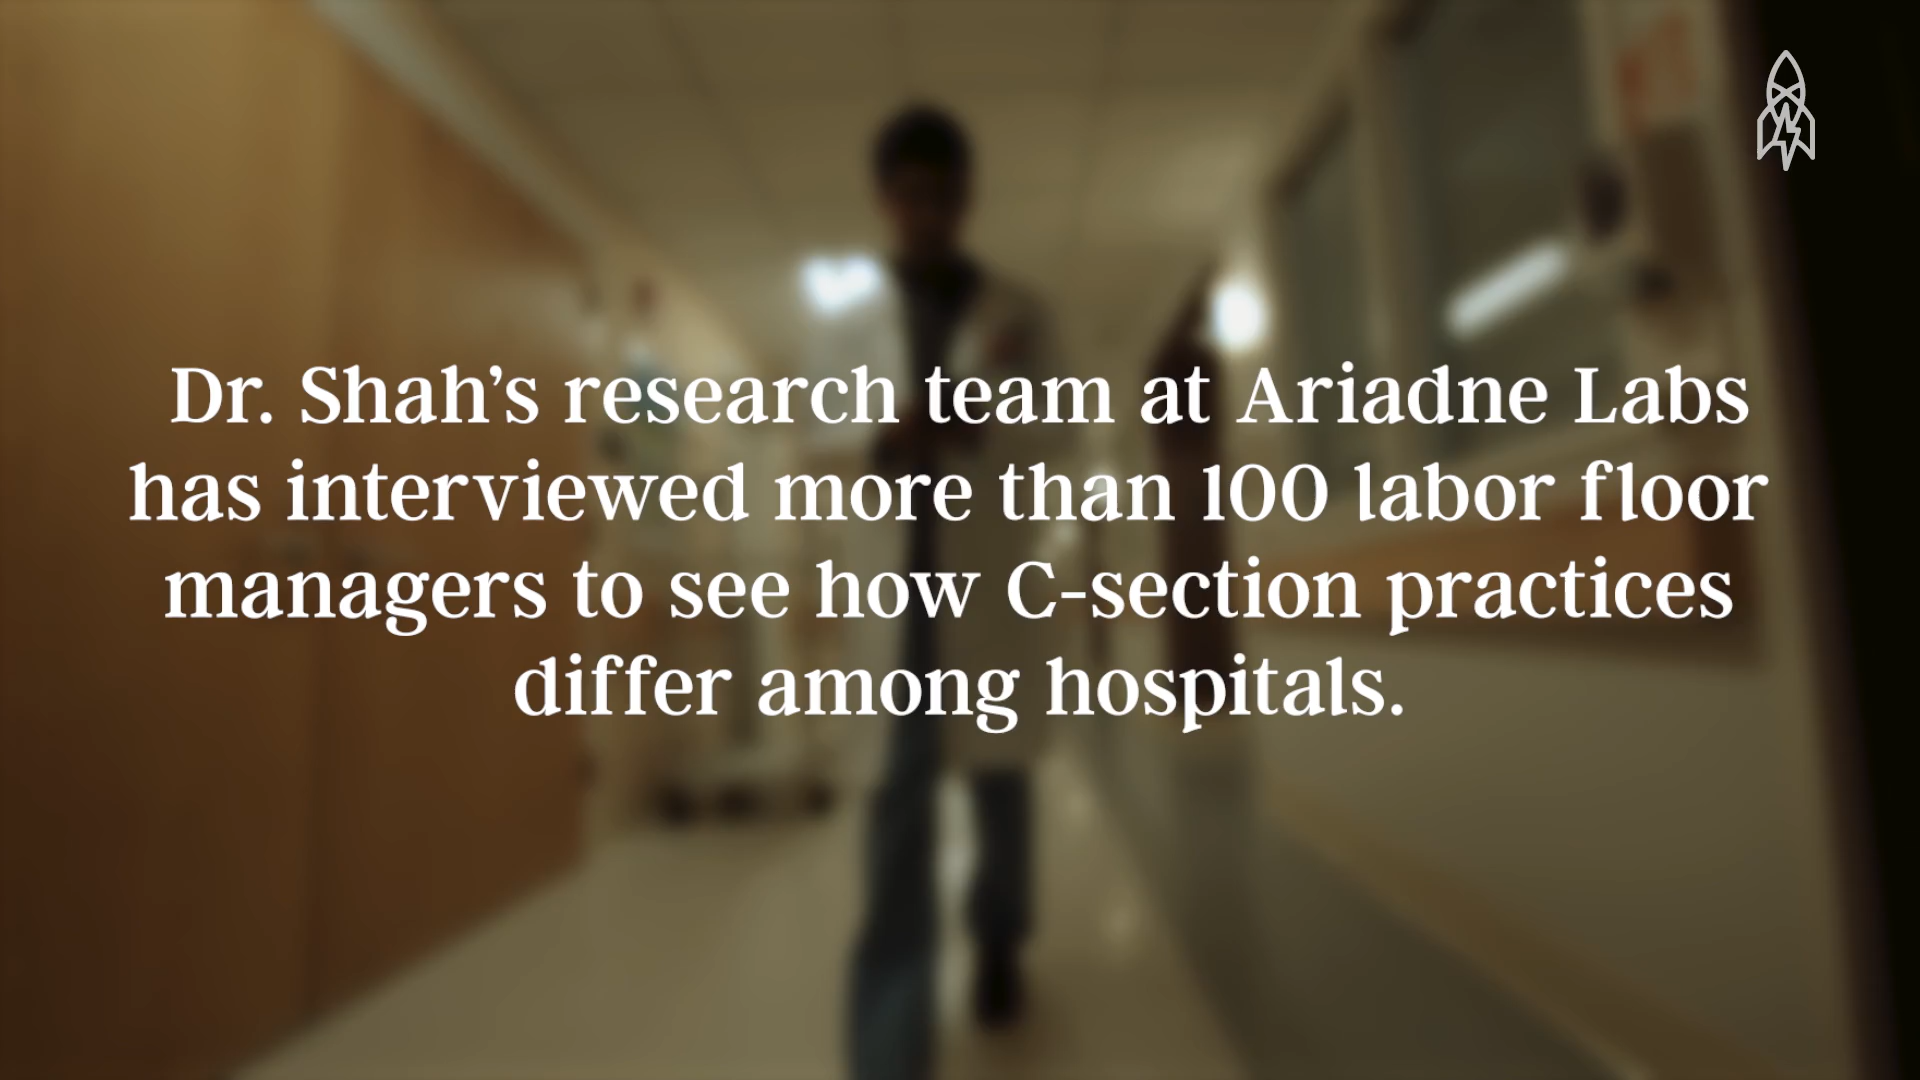 Dr. Shah’s research team at Ariadne Labs
has interviewed more than 100 labor floor
managers to see how C-section practices
differ among hospitals.